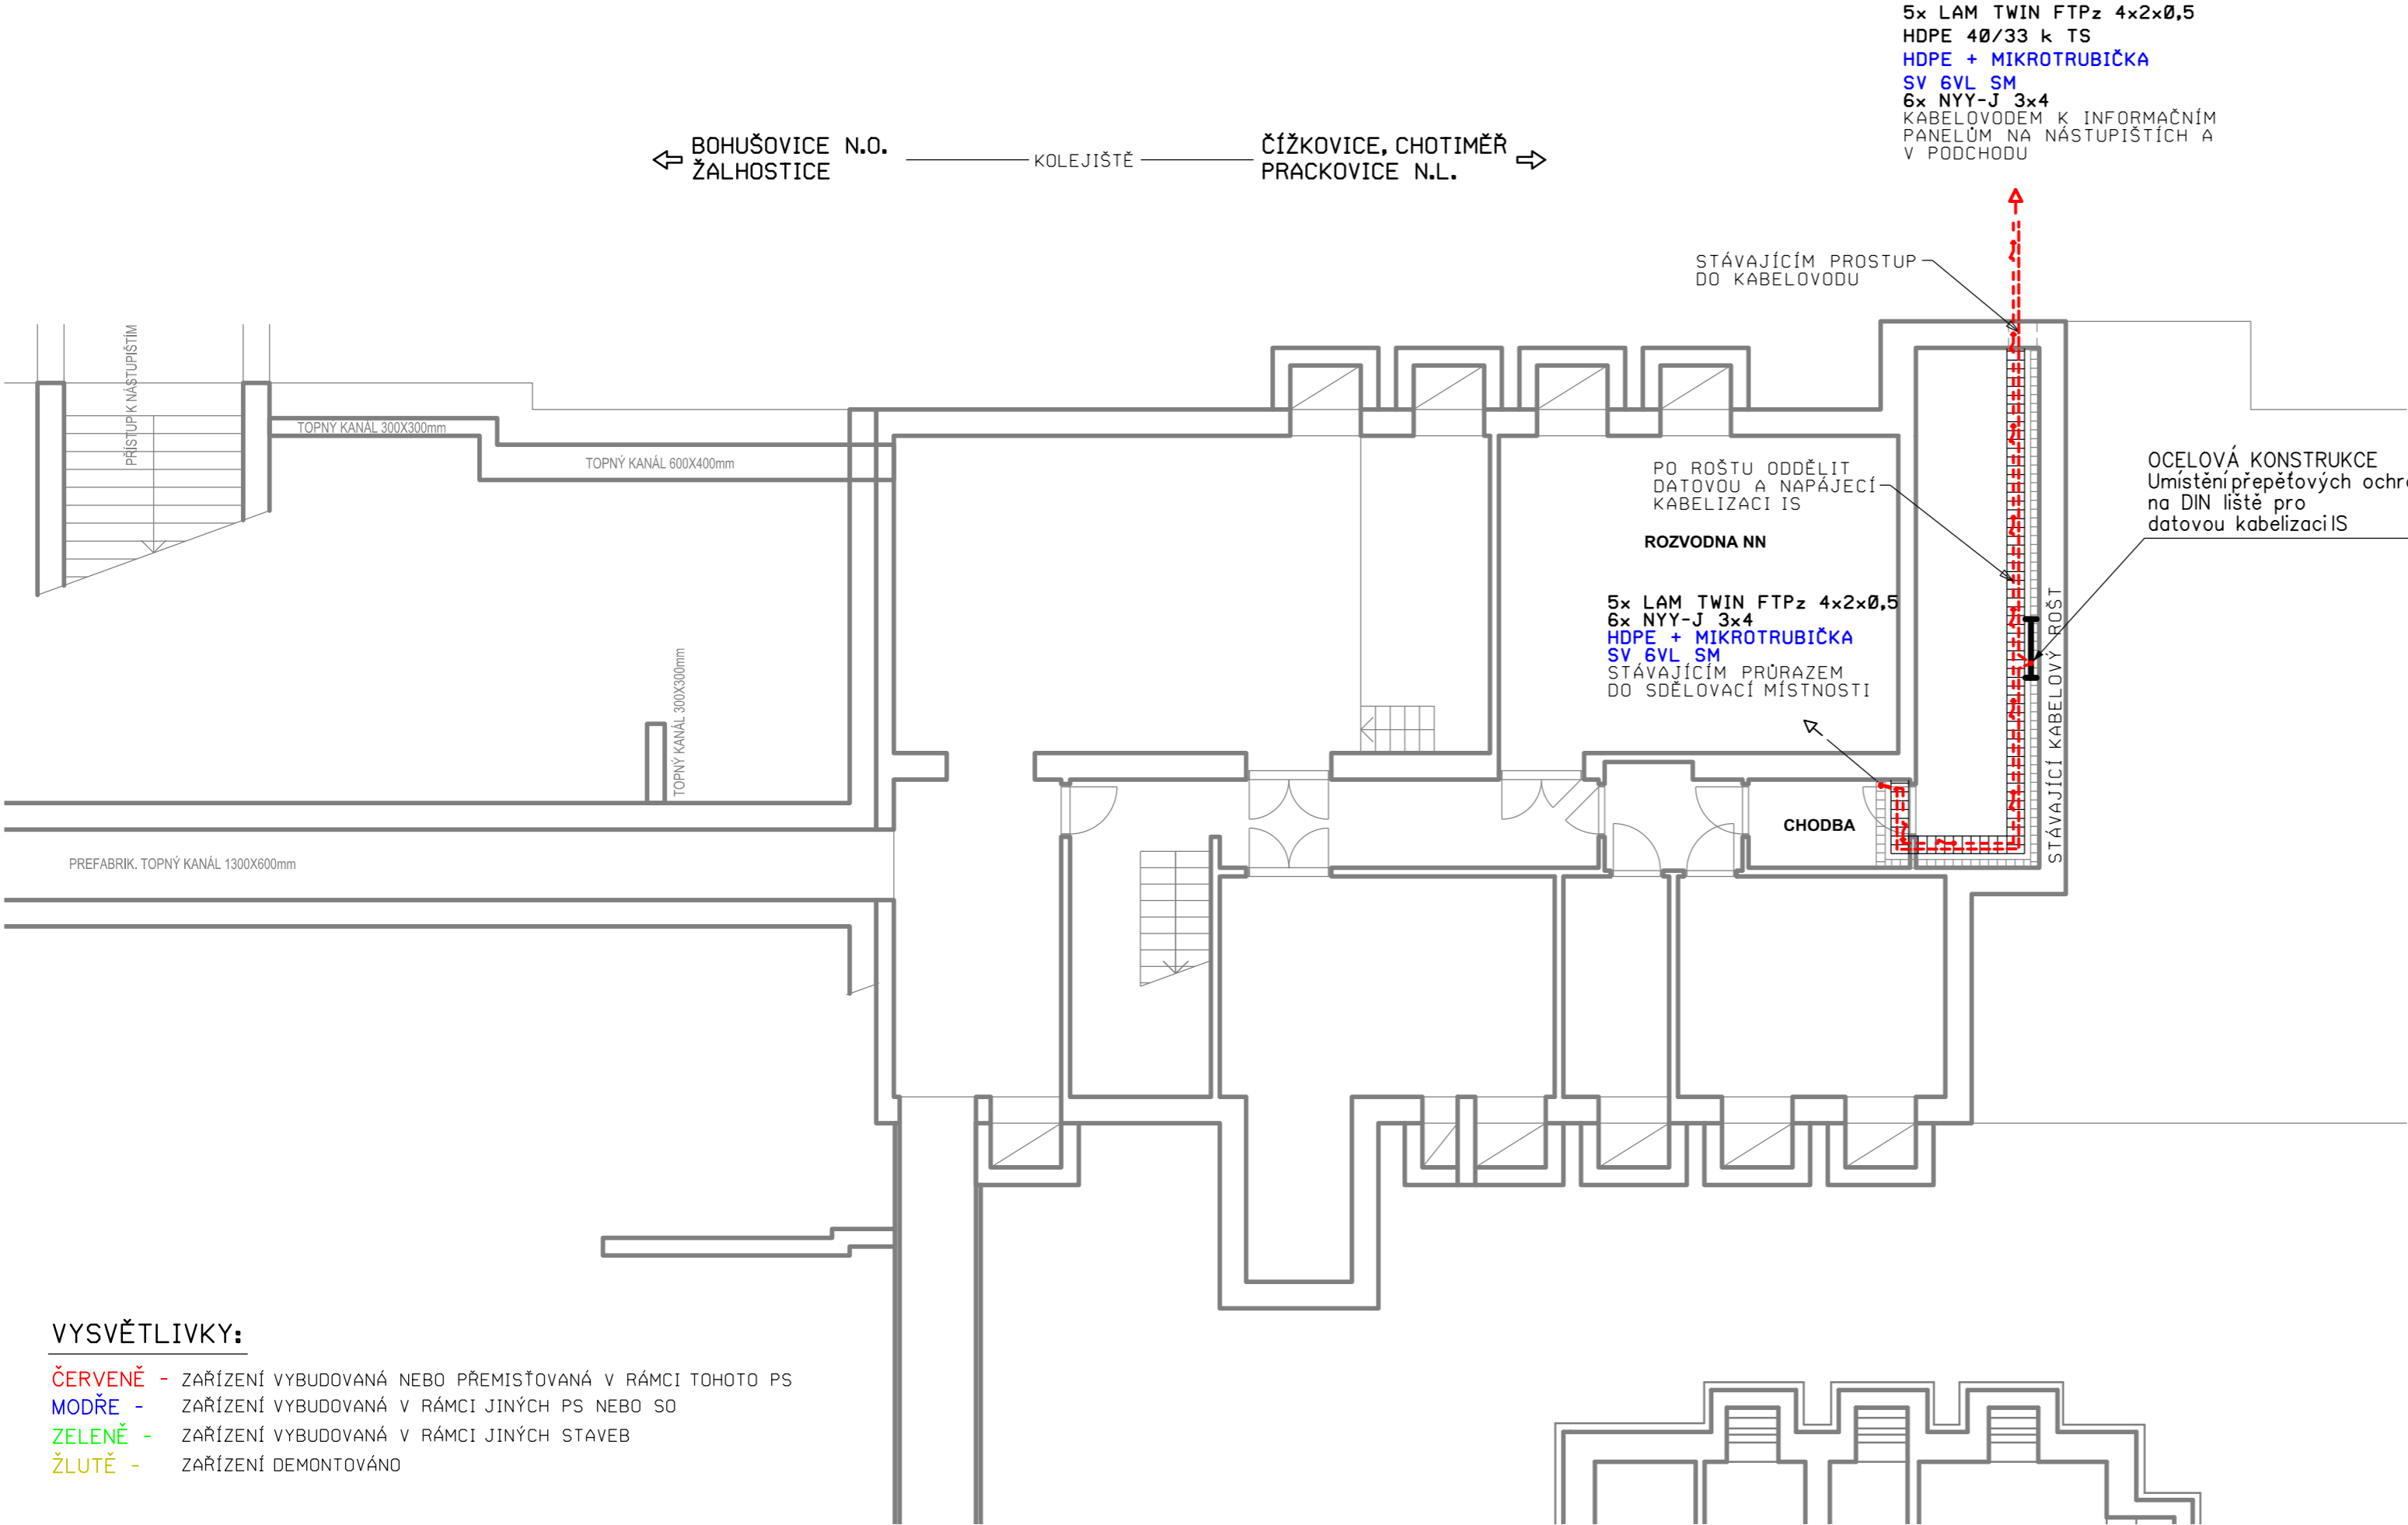 5x LAM TWIN FTPz 4x2x0,5
HDPE 40/33 k TS
HDPE + MIKROTRUBIČKA
SV 6VL SM
6x NYY-J 3x4
KABELOVODEM K INFORMAČNÍM
PANELŮM NA NÁSTUPIŠTÍCH A
V PODCHODU
BOHUŠOVICE N.O.
ŽALHOSTICE
KOLEJIŠTĚ
ČÍŽKOVICE, CHOTIMĚŘ
PRACKOVICE N.L.
STÁVAJÍCÍM PROSTUP
DO KABELOVODU
PŘÍSTUP K NÁSTUPIŠTÍM
TOPNÝ KANÁL 300X300mm
TOPNÝ KANÁL 600X400mm
PO ROŠTU ODDĚLIT
DATOVOU A NAPÁJECÍ
KABELIZACI IS
OCELOVÁ KONSTRUKCE
Umístění přepěťových ochr
na DIN liště pro
datovou kabelizaci IS
ROZVODNA NN
5x LAM TWIN FTPz 4x2x0,5
6x NYY-J 3x4
HDPE + MIKROTRUBIČKA
SV 6VL SM
STÁVAJÍCÍM PRŮRAZEM
DO SDĚLOVACÍ MÍSTNOSTI
STÁVAJÍCÍ KABELOVÝ ROŠT
TOPNÝ KANÁL 300X300mm
CHODBA
PREFABRIK. TOPNÝ KANÁL 1300X600mm
VYSVĚTLIVKY:
ČERVENĚ - ZAŘÍZENÍ VYBUDOVANÁ NEBO PŘEMISŤOVANÁ V RÁMCI TOHOTO PS
MODŘE - ZAŘÍZENÍ VYBUDOVANÁ V RÁMCI JINÝCH PS NEBO SO
ZELENĚ - ZAŘÍZENÍ VYBUDOVANÁ V RÁMCI JINÝCH STAVEB
ŽLUTĚ - ZAŘÍZENÍ DEMONTOVÁNO